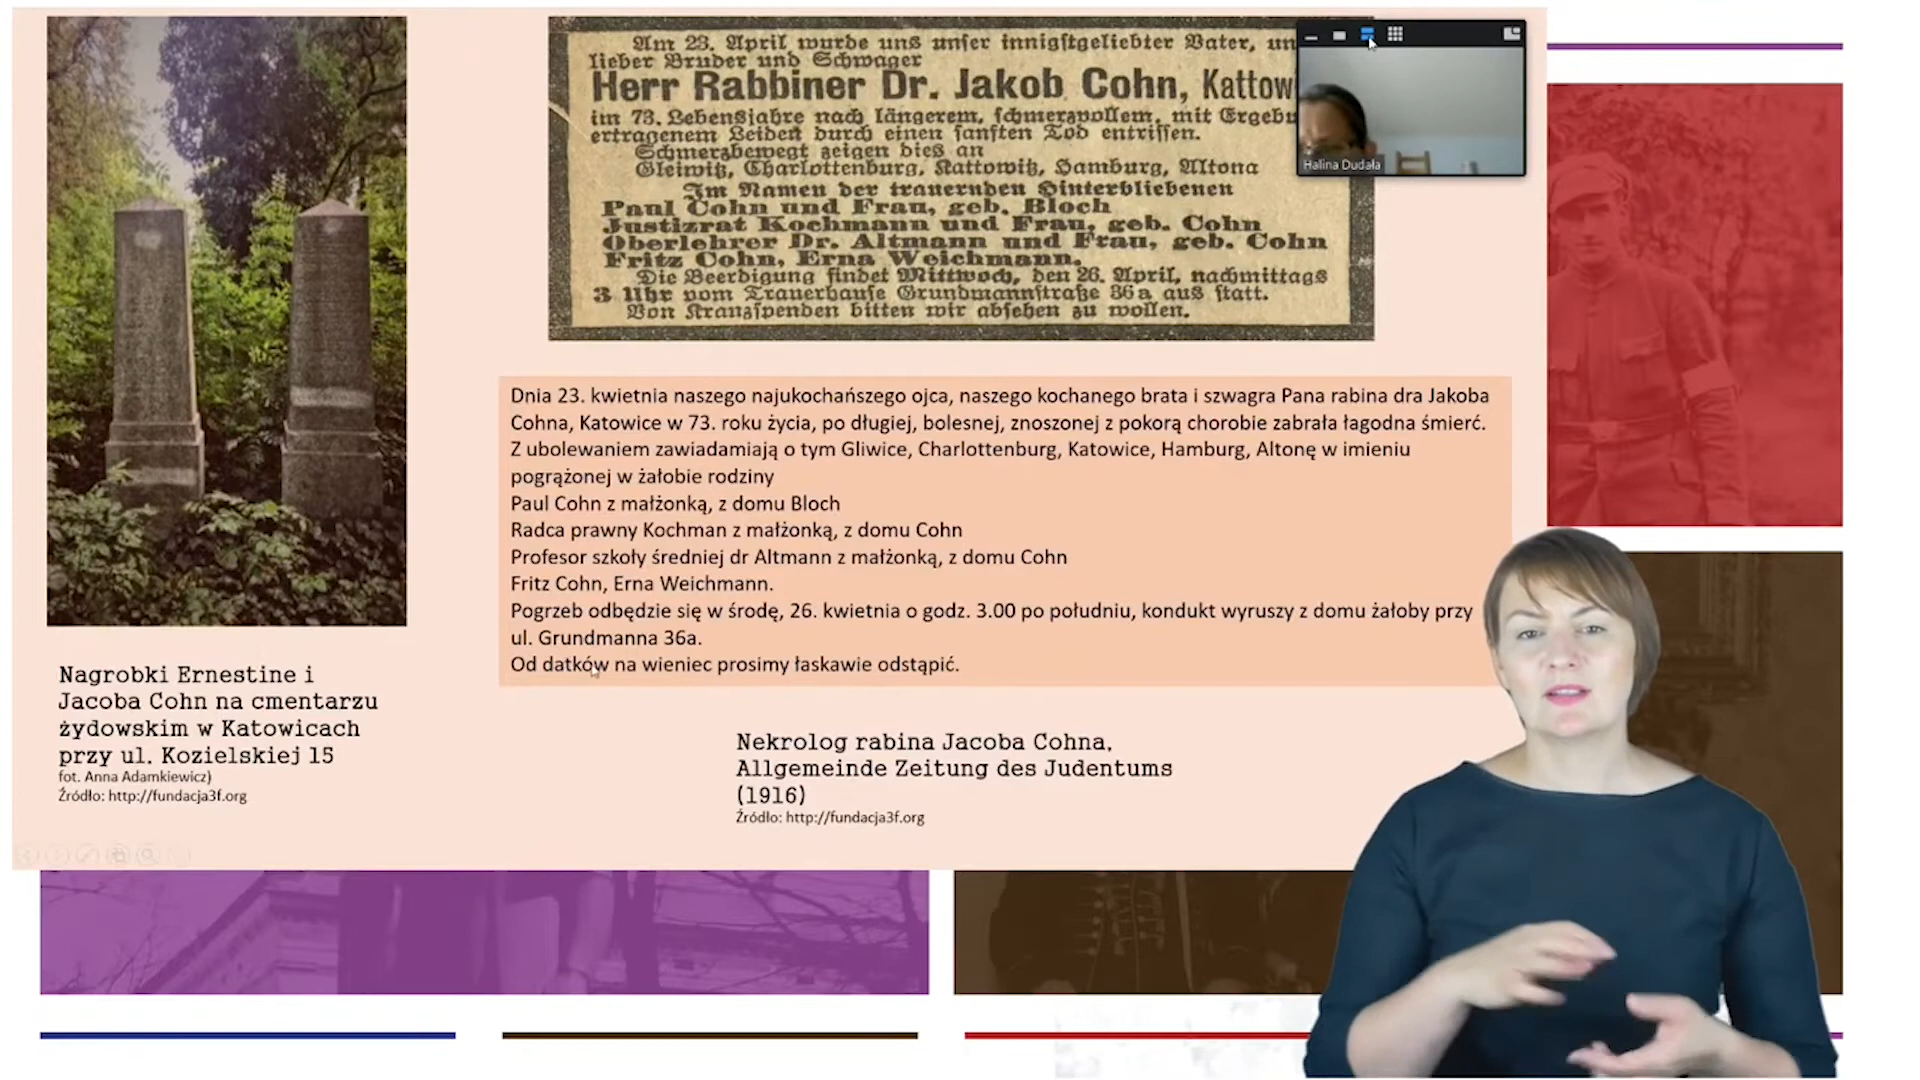 Am 23. April wurde uns unser innigstgeliebter Vater,
lieber Bruder und Schwager
Herr Rabbiner Dr. Jakob Cohn,
im 73. Lebensjahre nach längerem, schmerzvollem, mit
ertragenem Leiden durch einen sanften Tod entrissen.
Schmerzbewegt zeigen dies an
Gleiwitz, Charlottenburg, Kattowitz, Hamburg, Altona
Im Namen der trauernden Hinterbliebenen
Paul Cohn und Frau, geb. Bloch
Justizrat Kochmann und Frau, geb. Cohn
Oberlehrer Dr. Altmann und Frau, geb. Cohn
Fritz Cohn, Erna Weichmann.
Die Beerdigung findet Mittwoch, den 26. April, nachmittags
3 Uhr vom Trauerhause Grundmannstraße 36a aus statt.
Von Kranzspenden bitten wir absehen zu wollen.
Halina Dudała
Dnia 23. kwietnia naszego najukochańszego ojca, naszego kochanego brata i szwagra Pana rabina dra Jakoba
Cohna, Katowice w 73. roku życia, po długiej, bolesnej, znoszonej z pokorą chorobie zabrała łagodna śmierć.
Z ubolewaniem zawiadamiają o tym Gliwice, Charlottenburg, Katowice, Hamburg, Altonę w imieniu
pogrążonej w żałobie rodziny
Paul Cohn z małżonką, z domu Bloch
Radca prawny Kochman z małżonką, z domu Cohn
Profesor szkoły średniej dr Altmann z małżonką, z domu Cohn
Fritz Cohn, Erna Weichmann.
Pogrzeb odbędzie się w środę, 26. kwietnia o godz. 3.00 po południu, kondukt wyruszy z domu żałoby przy
ul. Grundmanna 36a.
Od datków na wieniec prosimy łaskawie odstąpić.
Nagrobki Ernestine i
Jacoba Cohn na cmentarzu
żydowskim w Katowicach
przy ul. Kozielskiej 15
fot. Anna Adamkiewicz)
Źródło: http://fundacja3f.org
Nekrolog rabina Jacoba Cohna,
Allgemeinde Zeitung des Judentums
(1916)
Źródło: http://fundacja3f.org